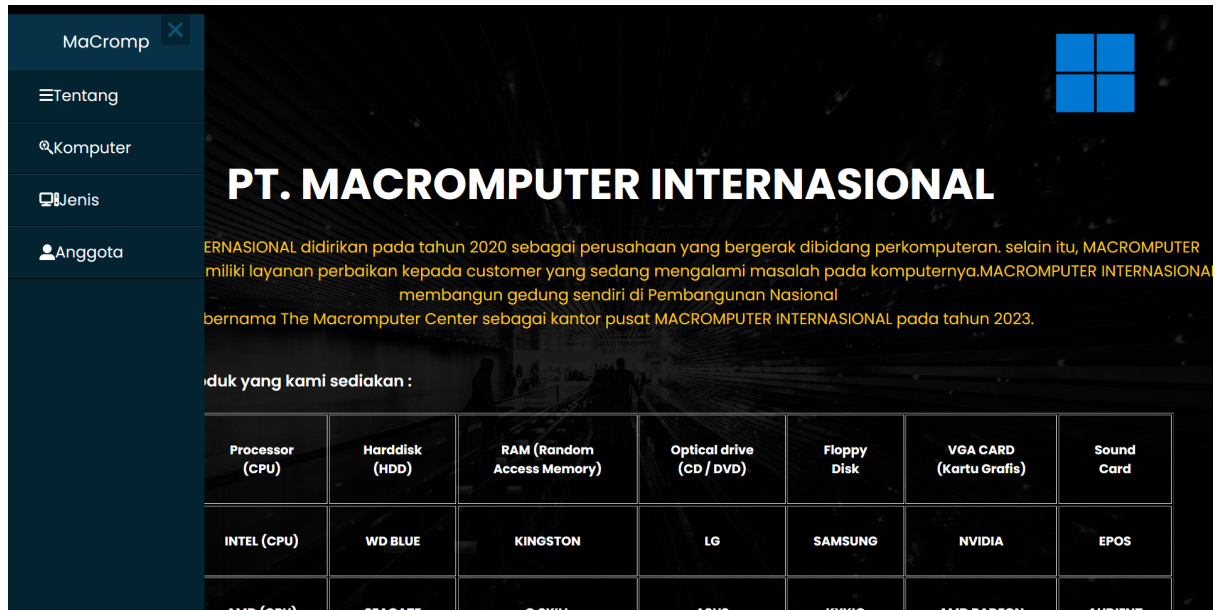 MaCromp
Tentang
Komputer
Jenis
Anggota
PT. MACROMPUTER INTERNASIONAL
ERNASIONAL didirikan pada tahun 2020 sebagai perusahaan yang bergerak dibidang perkomputeran. selain itu, MACROMPUTER
miliki layanan perbaikan kepada customer yang sedang mengalami masalah pada komputernya.MACROMPUTER INTERNASIONAL
membangun gedung sendiri di Pembangunan Nasional
bernama The Macromputer Center sebagai kantor pusat MACROMPUTER INTERNASIONAL pada tahun 2023.
duk yang kami sediakan :
Processor (CPU) Harddisk (HDD) RAM (Random Access Memory) Optical drive (CD / DVD) Floppy Disk VGA CARD (Kartu Grafis) Sound Card
INTEL (CPU) WD BLUE KINGSTON LG SAMSUNG NVIDIA EPOS